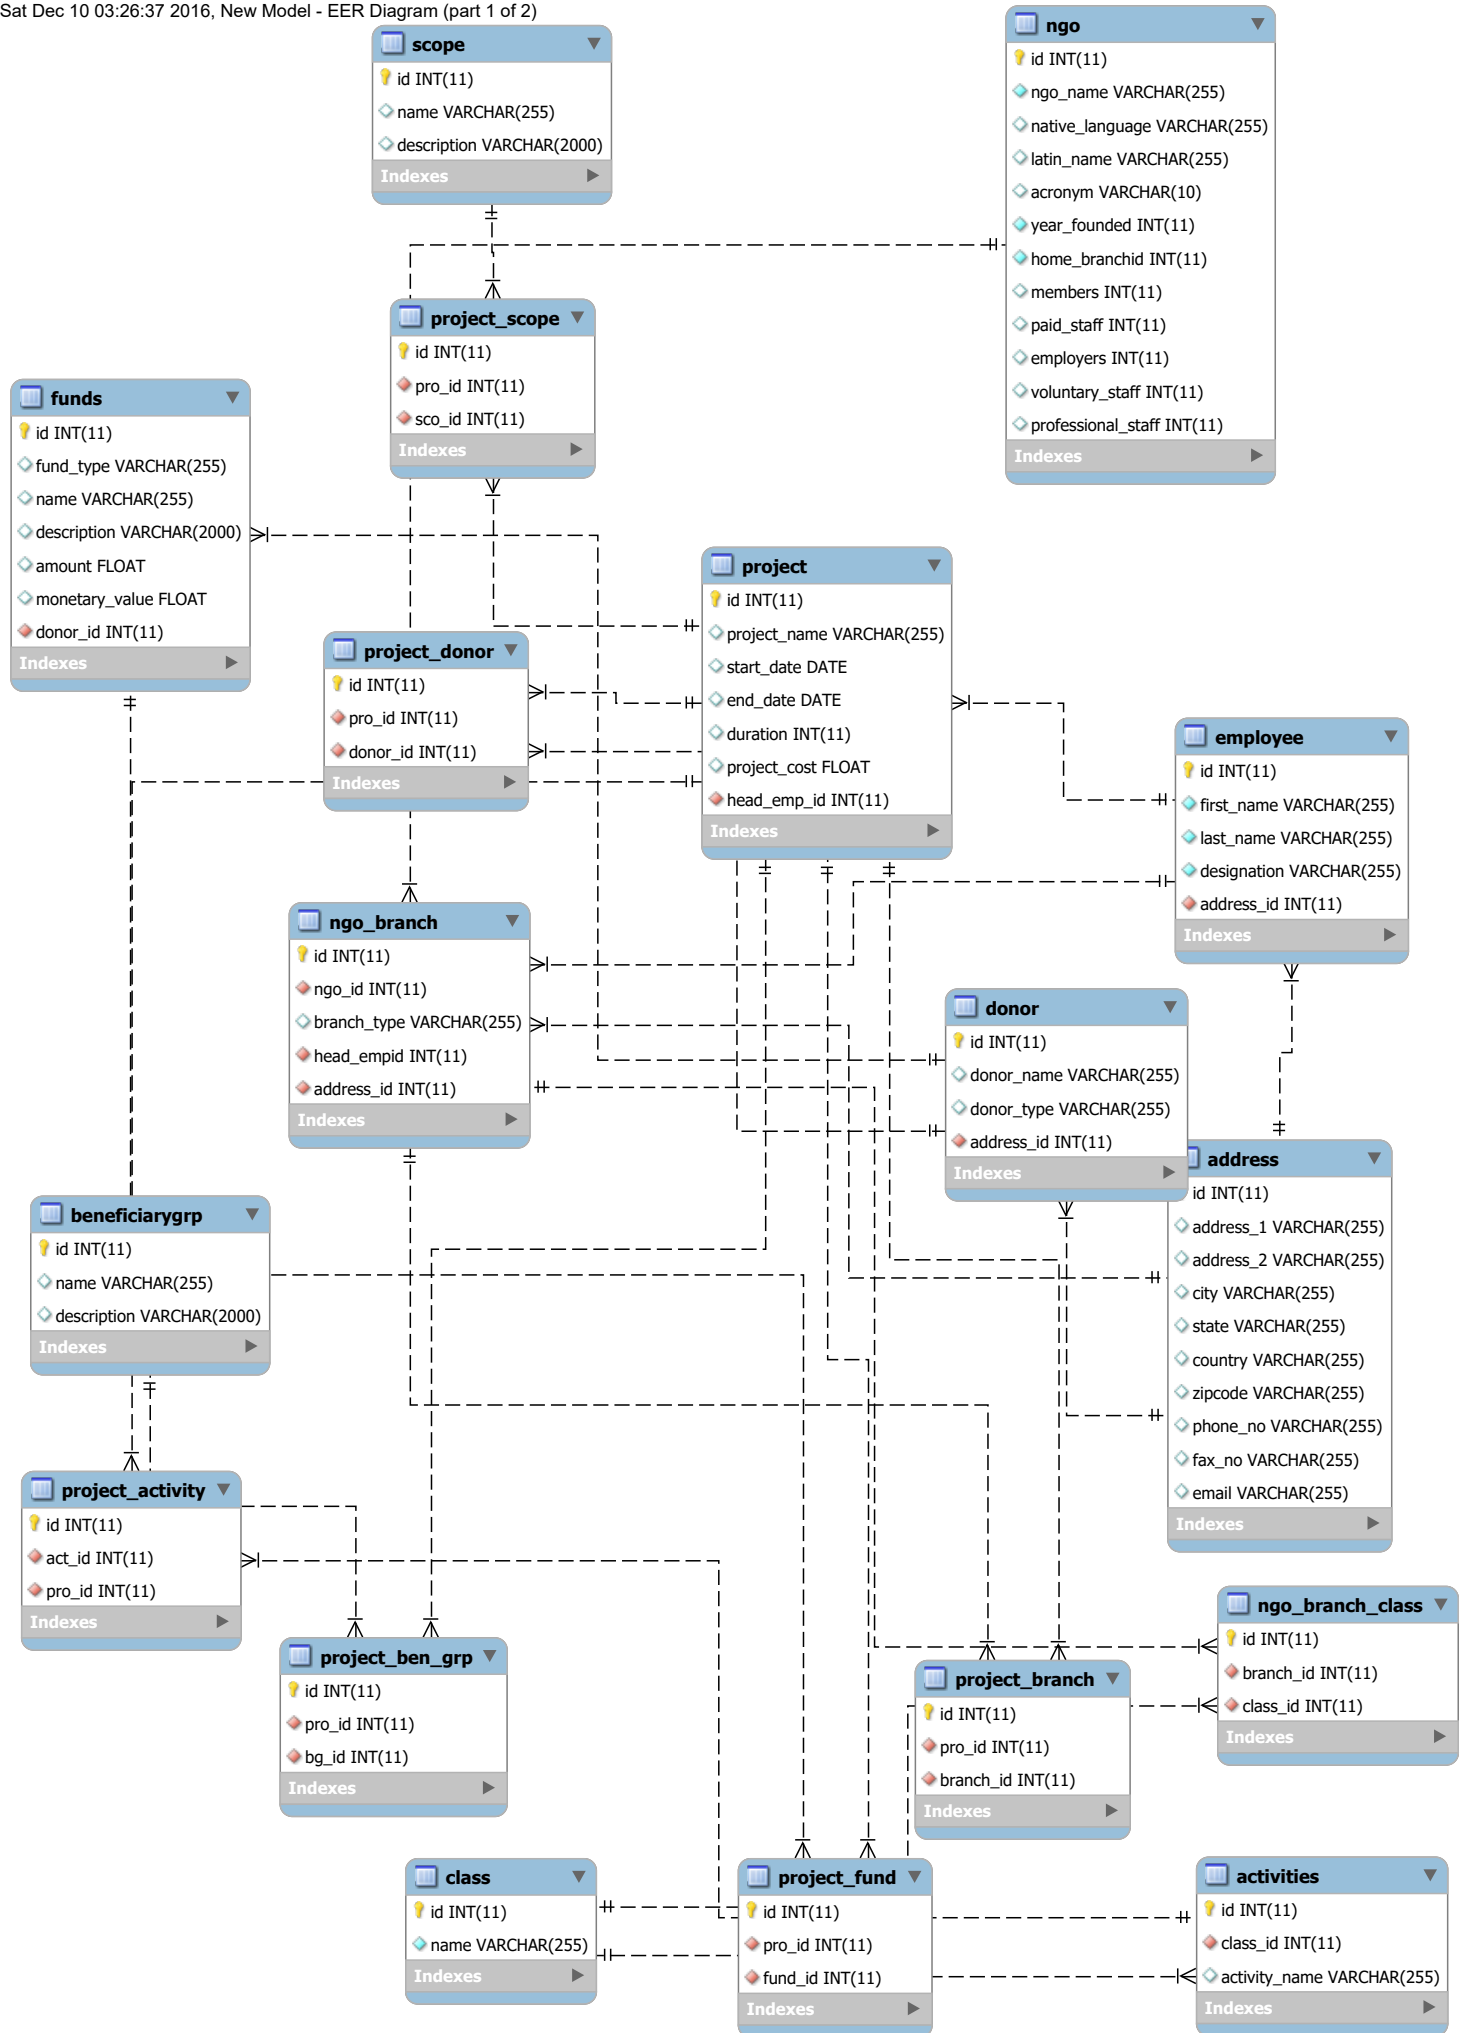 Sat Dec 10 03:26:37 2016, New Model - EER Diagram (part 1 of 2)
scope
id INT(11)
name VARCHAR(255)
description VARCHAR(2000)
Indexes
ngo
id INT(11)
ngo_name VARCHAR(255)
native_language VARCHAR(255)
latin_name VARCHAR(255)
acronym VARCHAR(10)
year_founded INT(11)
home_branchid INT(11)
members INT(11)
paid_staff INT(11)
employers INT(11)
voluntary_staff INT(11)
professional_staff INT(11)
Indexes
project_scope
id INT(11)
pro_id INT(11)
sco_id INT(11)
Indexes
funds
id INT(11)
fund_type VARCHAR(255)
name VARCHAR(255)
description VARCHAR(2000)
amount FLOAT
monetary_value FLOAT
donor_id INT(11)
Indexes
project
id INT(11)
project_name VARCHAR(255)
start_date DATE
end_date DATE
duration INT(11)
project_cost FLOAT
head_emp_id INT(11)
Indexes
project_donor
id INT(11)
pro_id INT(11)
donor_id INT(11)
Indexes
employee
id INT(11)
first_name VARCHAR(255)
last_name VARCHAR(255)
designation VARCHAR(255)
address_id INT(11)
Indexes
ngo_branch
id INT(11)
ngo_id INT(11)
branch_type VARCHAR(255)
head_empid INT(11)
address_id INT(11)
Indexes
donor
id INT(11)
donor_name VARCHAR(255)
donor_type VARCHAR(255)
address_id INT(11)
Indexes
address
id INT(11)
address_1 VARCHAR(255)
address_2 VARCHAR(255)
city VARCHAR(255)
state VARCHAR(255)
country VARCHAR(255)
zipcode VARCHAR(255)
phone_no VARCHAR(255)
fax_no VARCHAR(255)
email VARCHAR(255)
Indexes
beneficiarygrp
id INT(11)
name VARCHAR(255)
description VARCHAR(2000)
Indexes
project_activity
id INT(11)
act_id INT(11)
pro_id INT(11)
Indexes
project_ben_grp
id INT(11)
pro_id INT(11)
bg_id INT(11)
Indexes
project_branch
id INT(11)
pro_id INT(11)
branch_id INT(11)
Indexes
ngo_branch_class
id INT(11)
branch_id INT(11)
class_id INT(11)
Indexes
class
id INT(11)
name VARCHAR(255)
Indexes
project_fund
id INT(11)
pro_id INT(11)
fund_id INT(11)
Indexes
activities
id INT(11)
class_id INT(11)
activity_name VARCHAR(255)
Indexes